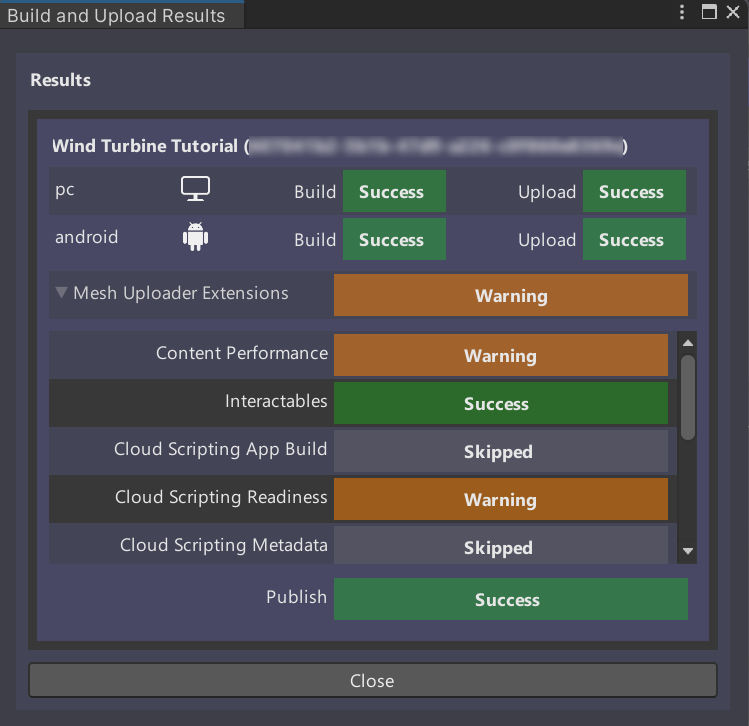 Build and Upload Results
Results
Wind Turbine Tutorial ( )
pc Build Success Upload Success
android Build Success Upload Success
Mesh Uploader Extensions Warning
Content Performance Warning
Interactables Success
Cloud Scripting App Build Skipped
Cloud Scripting Readiness Warning
Cloud Scripting Metadata Skipped
Publish Success
Close